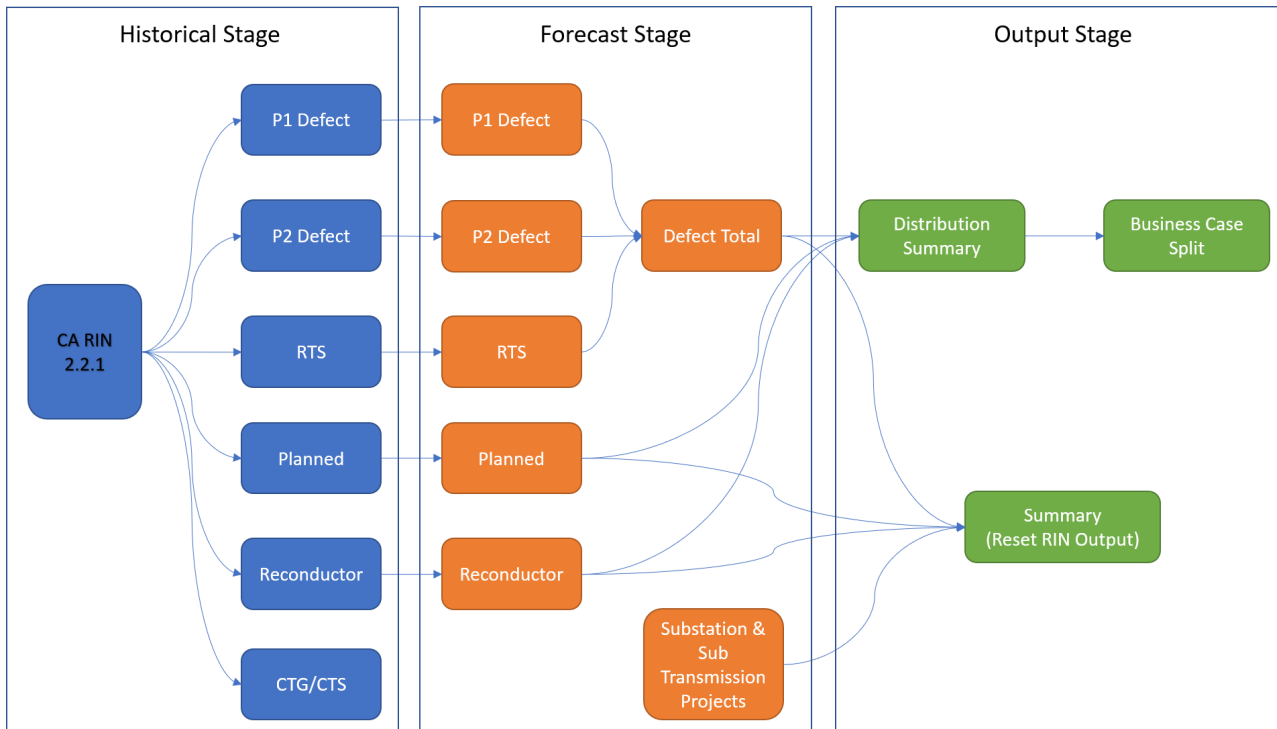 Historical Stage
Forecast Stage
Output Stage
CA RIN
2.2.1
P1 Defect
P2 Defect
RTS
Planned
Reconductor
CTG/CTS
P1 Defect
P2 Defect
RTS
Planned
Reconductor
Defect Total
Substation &
Sub
Transmission
Projects
Distribution
Summary
Business Case
Split
Summary
(Reset RIN Output)